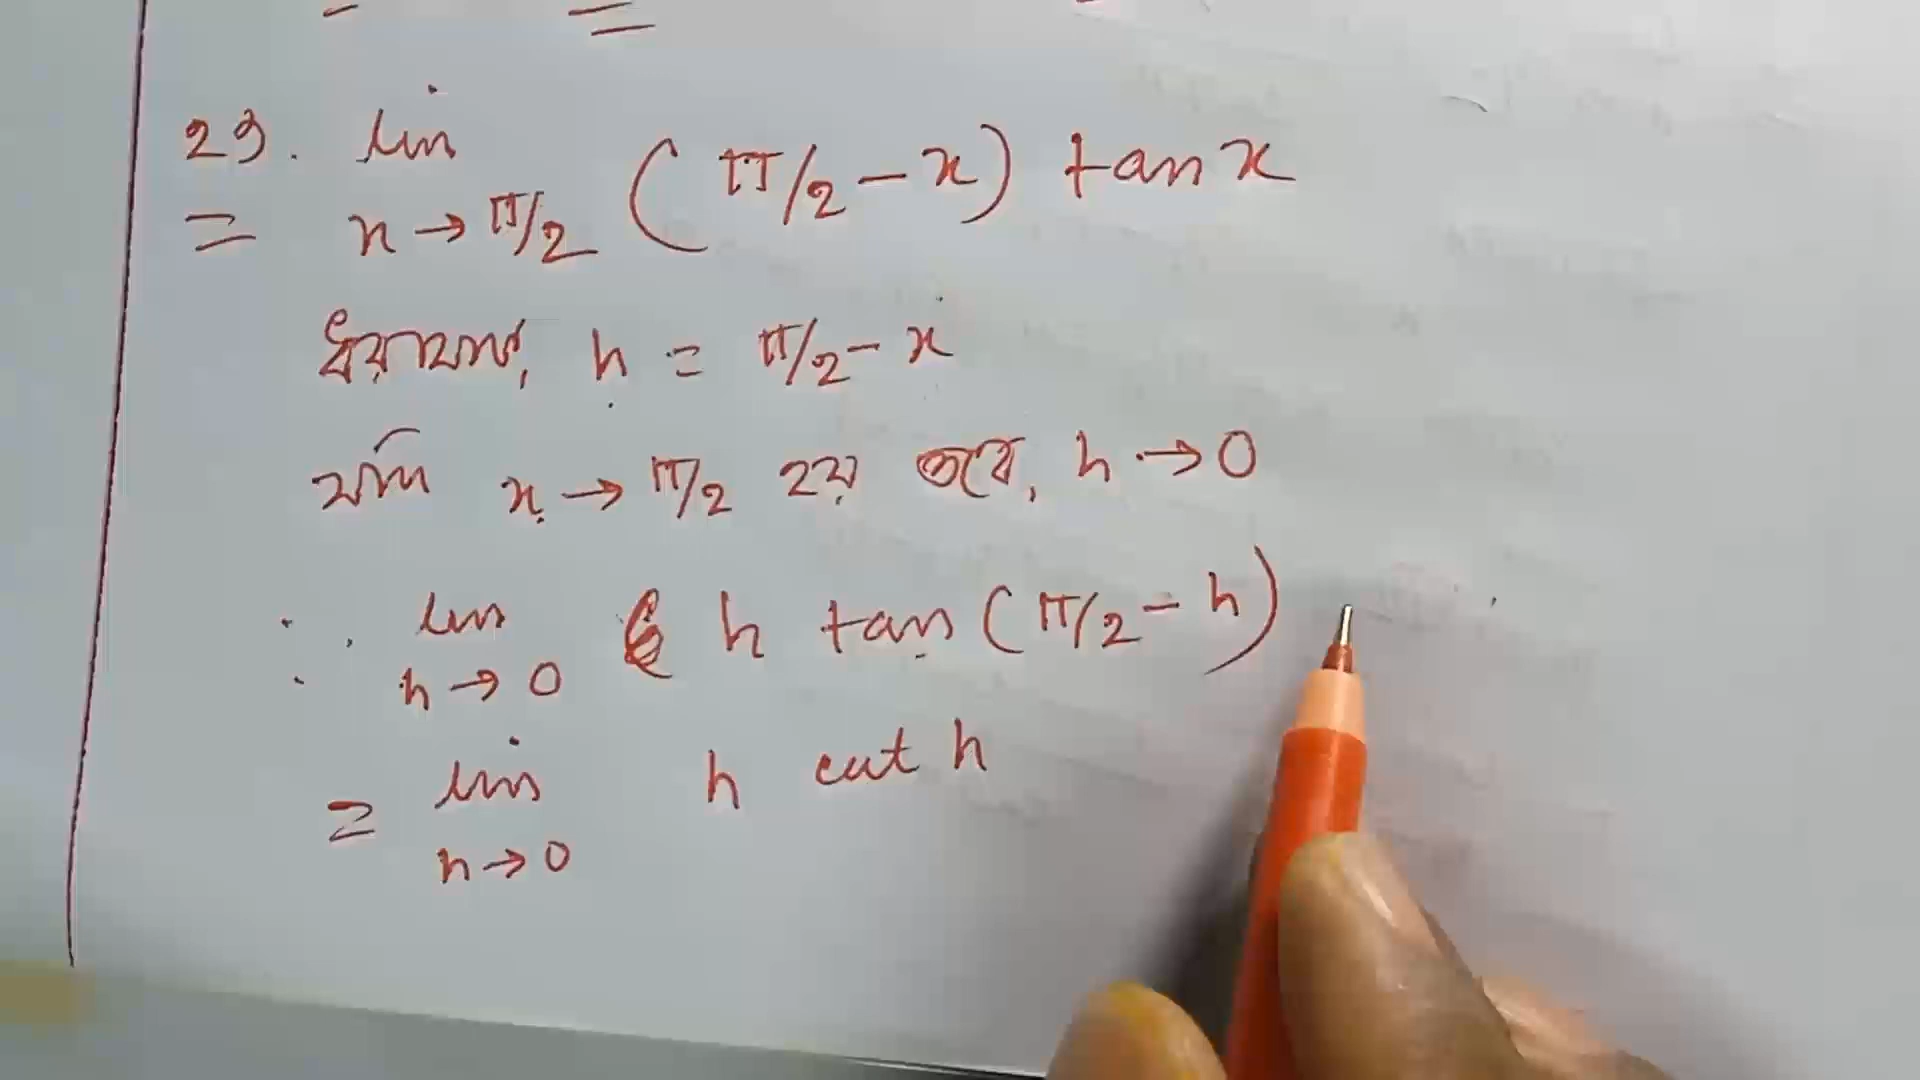 29. lim x → π/2 (π/2 - x) tan x
ধরাযাক, h = π/2 - x
যদি x → π/2 হয় তবে, h → 0
∴ lim h → 0 h tan (π/2 - h)
= lim h → 0 h cot h